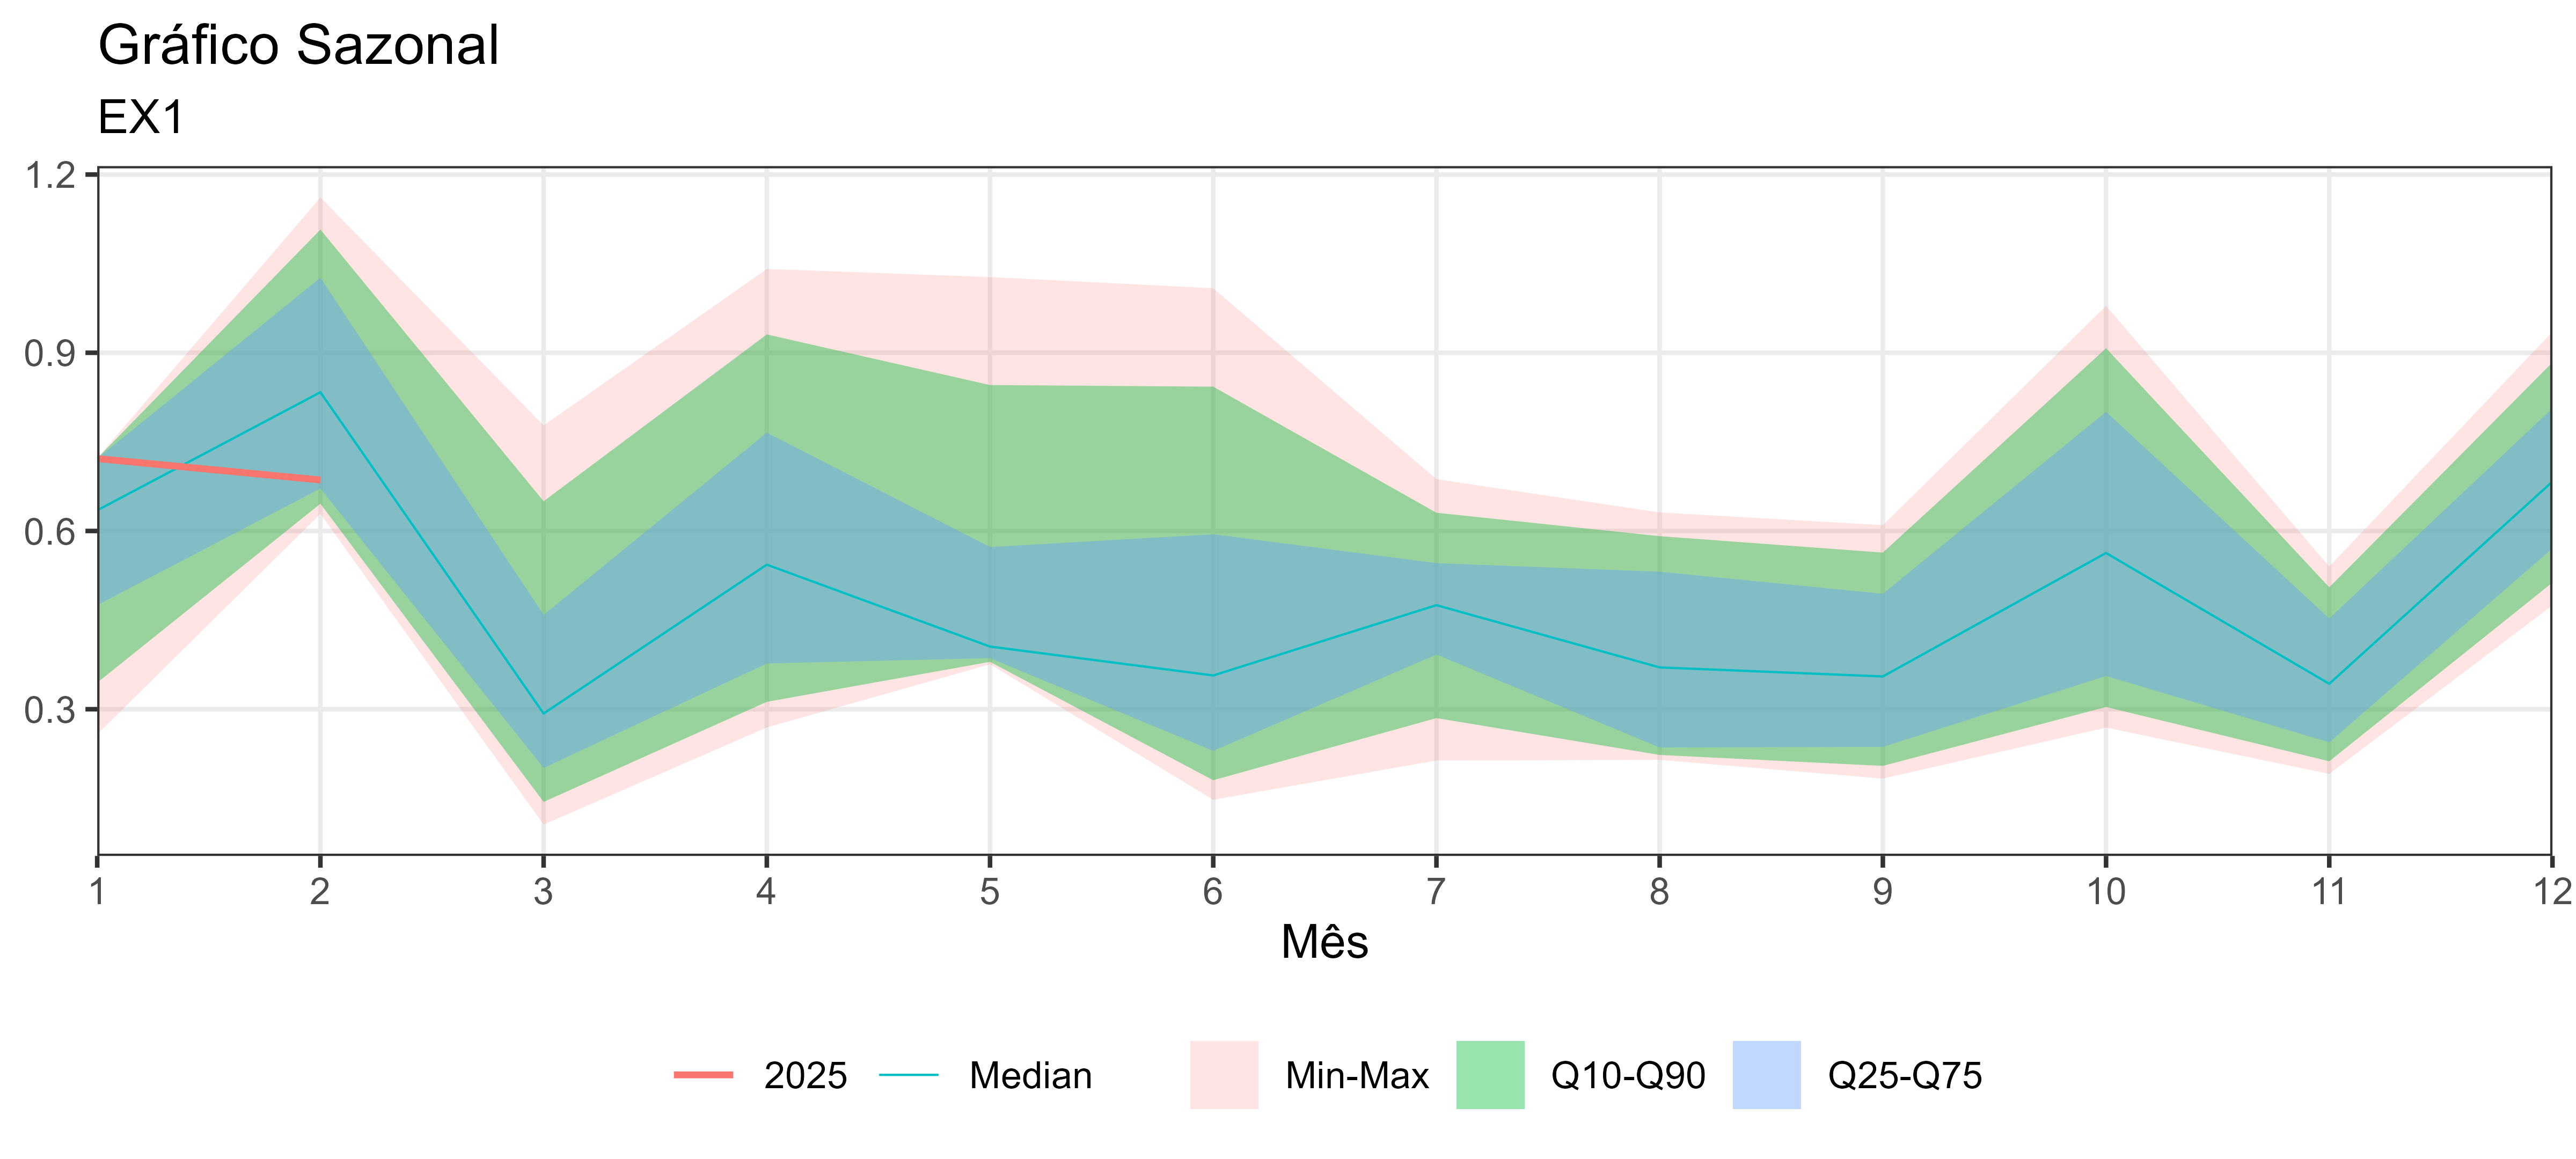 Gráfico Sazonal
EX1
1.2
0.9
0.6
0.3
1 2 3 4 5 6 7 8 9 10 11 12
Mês
2025 Median Min-Max Q10-Q90 Q25-Q75